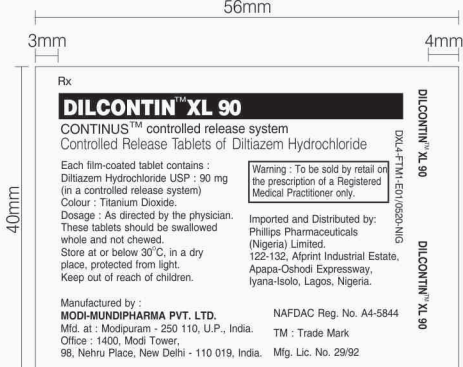 56mm
3mm
4mm
40mm
Rx
DILCONTIN™XL 90
CONTINUS™ controlled release system
Controlled Release Tablets of Diltiazem Hydrochloride
Each film-coated tablet contains :
Diltiazem Hydrochloride USP : 90 mg
(in a controlled release system)
Colour : Titanium Dioxide.
Dosage : As directed by the physician.
These tablets should be swallowed
whole and not chewed.
Store at or below 30°C, in a dry
place, protected from light.
Keep out of reach of children.
Manufactured by :
MODI-MUNDIPHARMA PVT. LTD.
Mfd. at : Modipuram - 250 110, U.P., India.
Office : 1400, Modi Tower,
98, Nehru Place, New Delhi - 110 019, India.
Warning : To be sold by retail on
the prescription of a Registered
Medical Practitioner only.
Imported and Distributed by:
Phillips Pharmaceuticals
(Nigeria) Limited.
122-132, Afprint Industrial Estate,
Apapa-Oshodi Expressway,
Iyana-Isolo, Lagos, Nigeria.
NAFDAC Reg. No. A4-5844
TM : Trade Mark
Mfg. Lic. No. 29/92
DXL4-FTM1-E01/0520-NIG
DILCONTIN™XL 90
DILCONTIN™XL 90